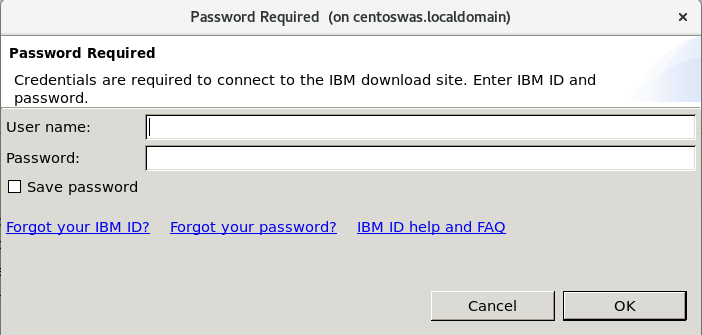 Password Required  (on centoswas.localdomain)
Password Required
Credentials are required to connect to the IBM download site. Enter IBM ID and
password.
User name:
Password:
Save password
Forgot your IBM ID? Forgot your password? IBM ID help and FAQ
Cancel OK